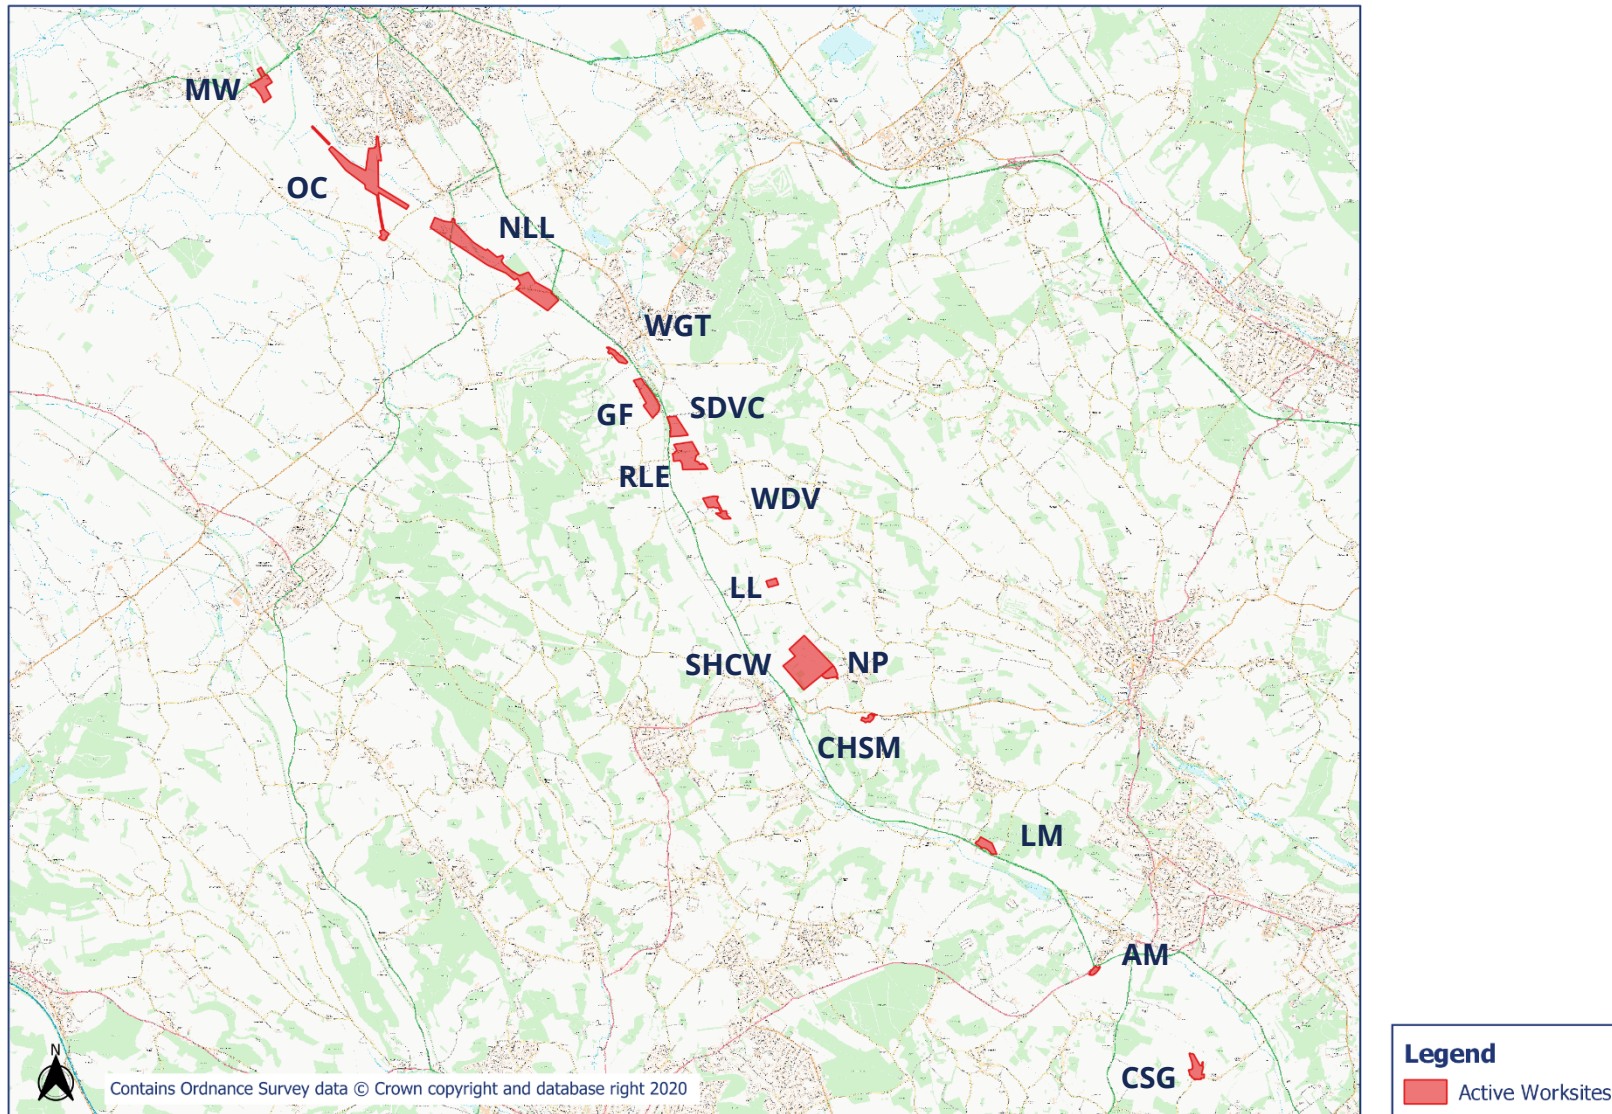 MW
OC
NLL
WGT
GF
SDVC
RLE
WDV
LL
SHCW
NP
CHSM
LM
AM
CSG
N
Contains Ordnance Survey data © Crown copyright and database right 2020
Legend
Active Worksites